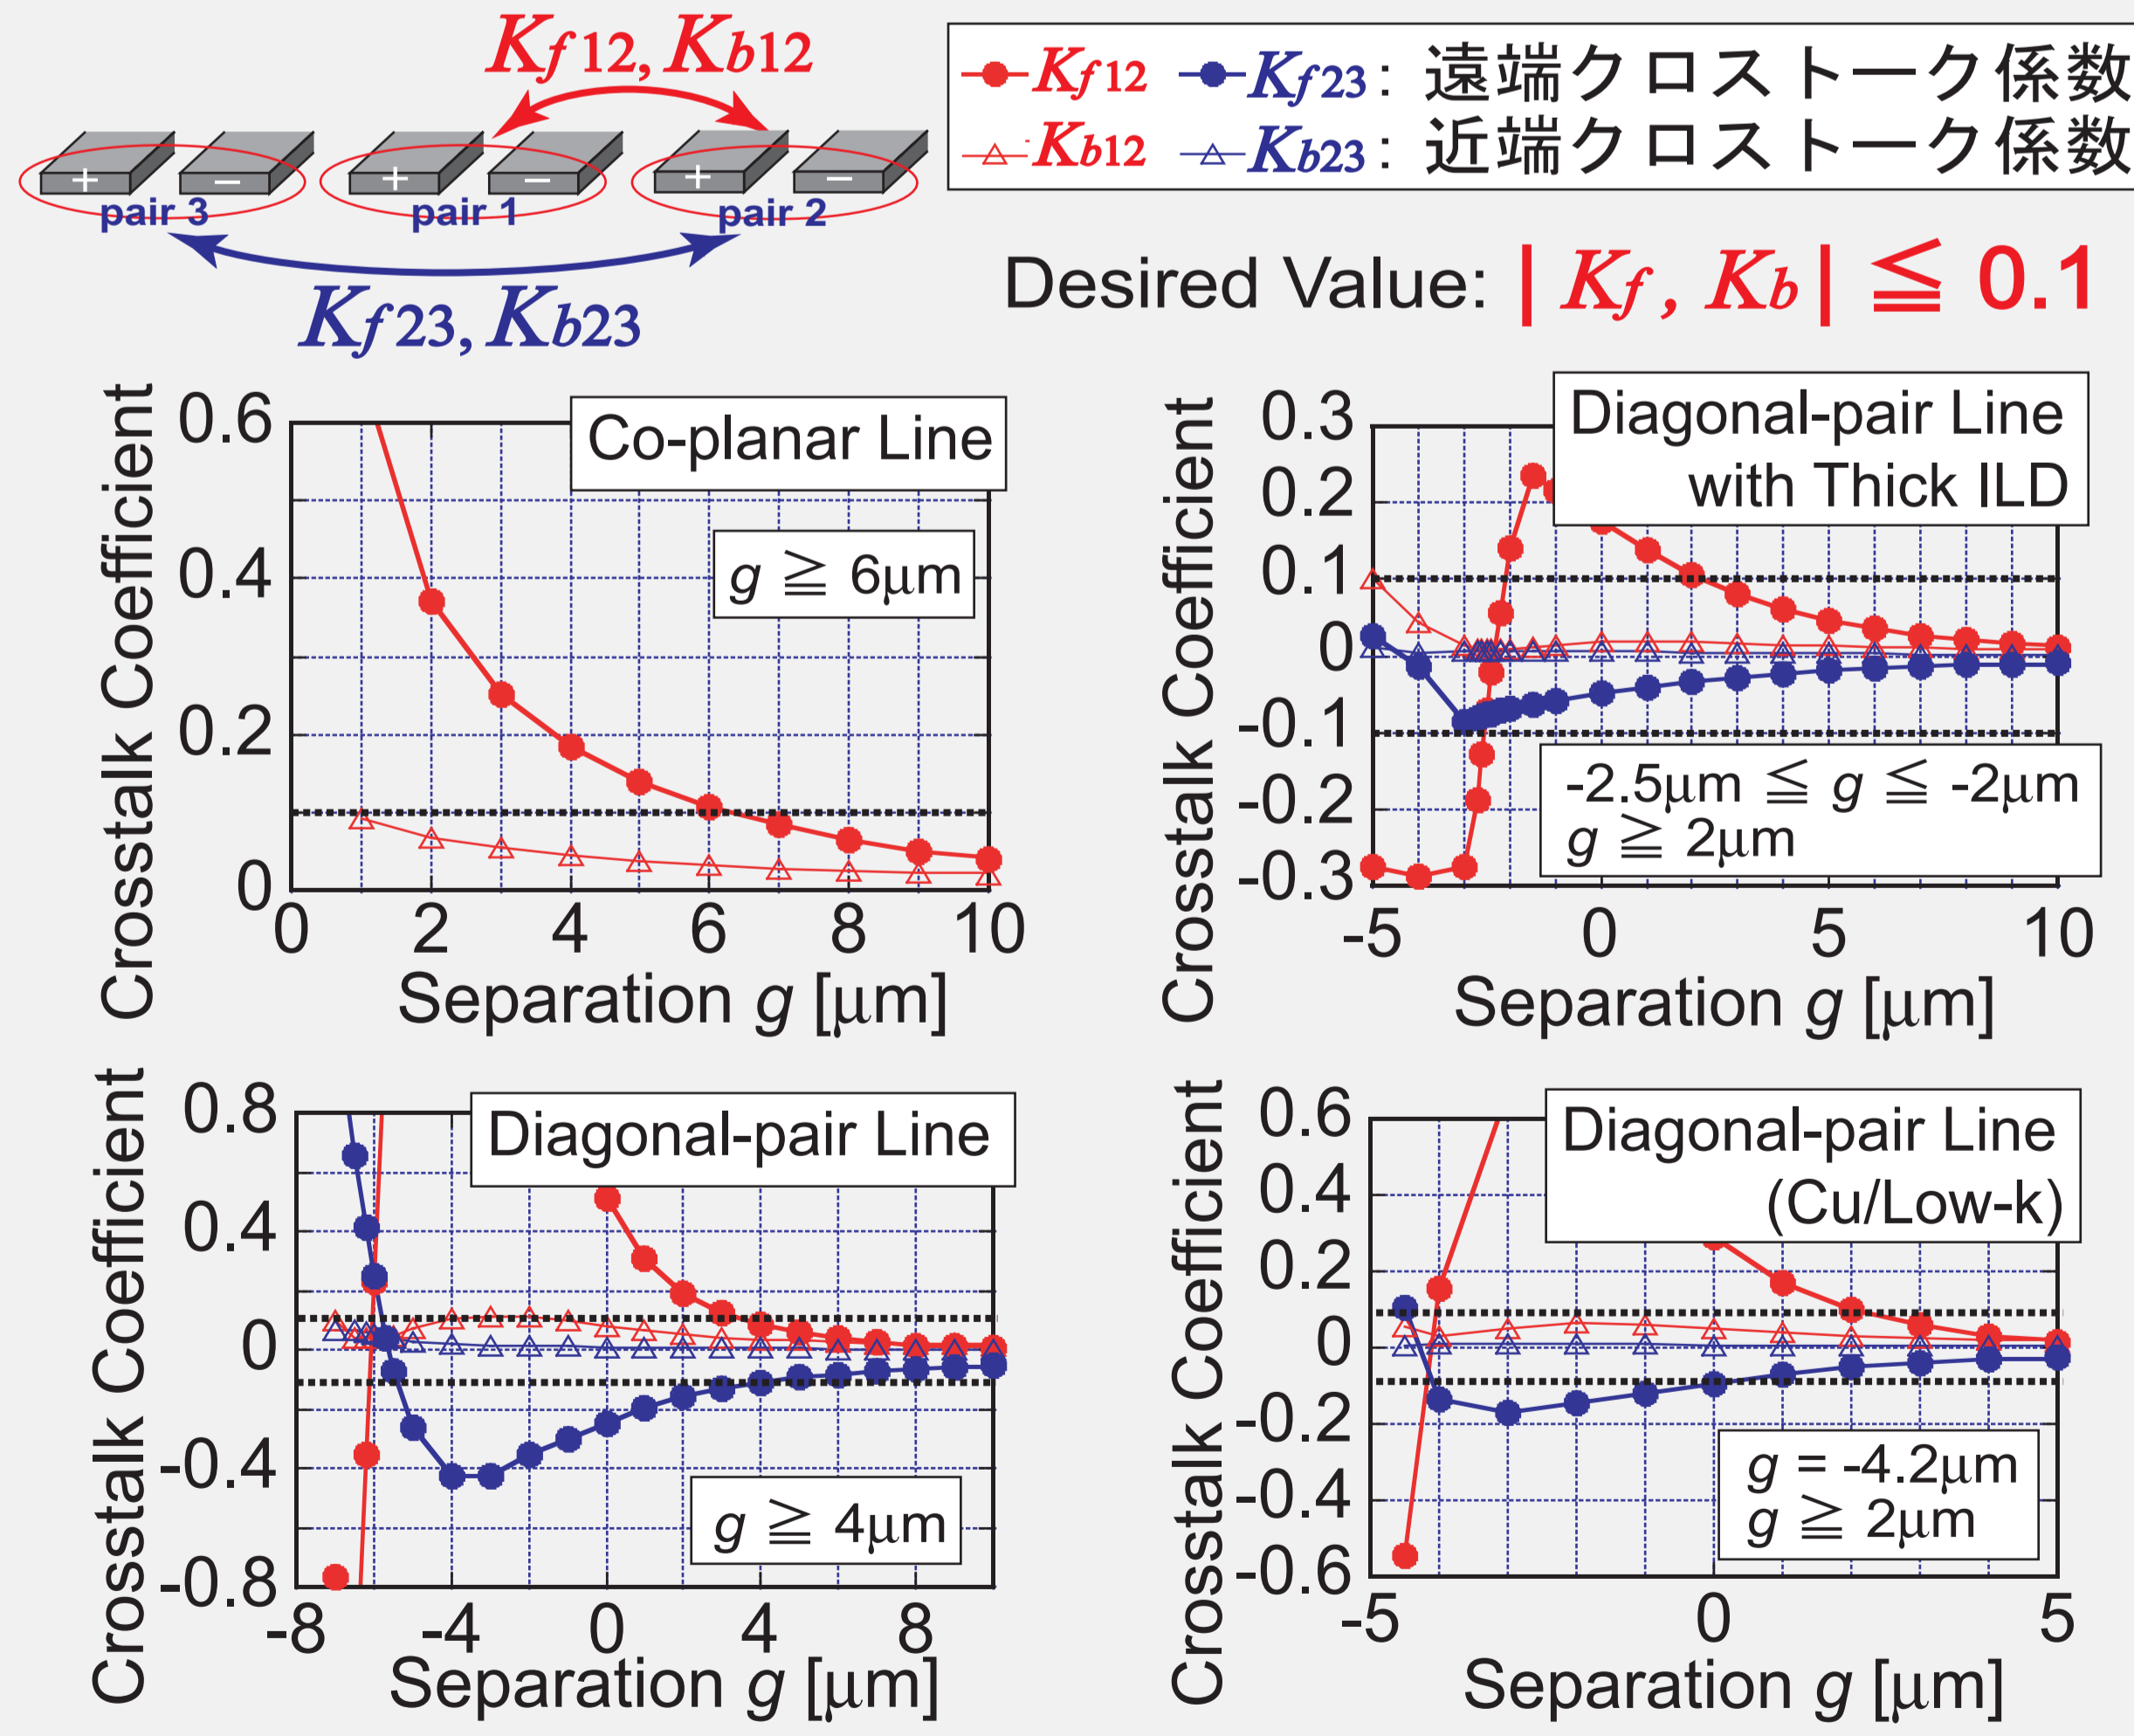 Kf12, Kb12
+ − + − + −
pair 3 pair 1 pair 2
Kf23, Kb23
Kf12 Kf23 : 遠端クロストーク係数
Kb12 Kb23 : 近端クロストーク係数
Desired Value: | Kf , Kb | ≦ 0.1
Crosstalk Coefficient
0.6
0.4
0.2
0
Co-planar Line
g ≧ 6μm
0 2 4 6 8 10
Separation g [μm]
Crosstalk Coefficient
0.3
0.2
0.1
0
-0.1
-0.2
-0.3
Diagonal-pair Line
with Thick ILD
-2.5μm ≦ g ≦ -2μm
g ≧ 2μm
-5 0 5 10
Separation g [μm]
Crosstalk Coefficient
0.8
0.4
0
-0.4
-0.8
Diagonal-pair Line
g ≧ 4μm
-8 -4 0 4 8
Separation g [μm]
Crosstalk Coefficient
0.6
0.4
0.2
0
-0.2
-0.4
-0.6
Diagonal-pair Line
(Cu/Low-k)
g = -4.2μm
g ≧ 2μm
-5 0 5
Separation g [μm]